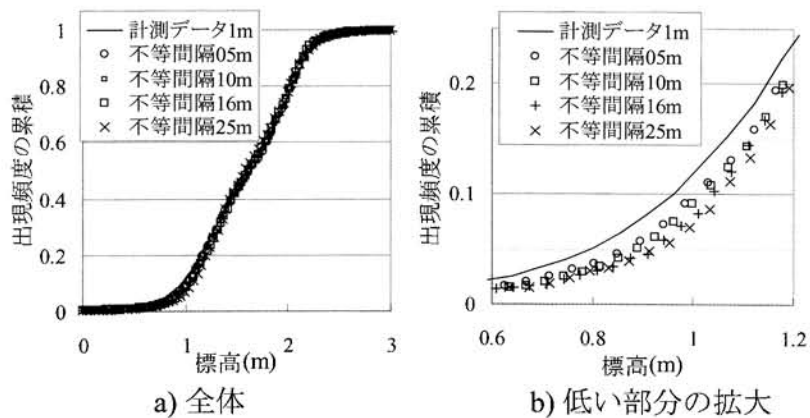 計測データ1m
不等間隔05m
不等間隔10m
不等間隔16m
不等間隔25m
出現頻度の累積
1
0.8
0.6
0.4
0.2
0
0
1
2
3
標高(m)
a) 全体
計測データ1m
不等間隔05m
不等間隔10m
不等間隔16m
不等間隔25m
出現頻度の累積
0.2
0.1
0
0.6
0.8
1
1.2
標高(m)
b) 低い部分の拡大